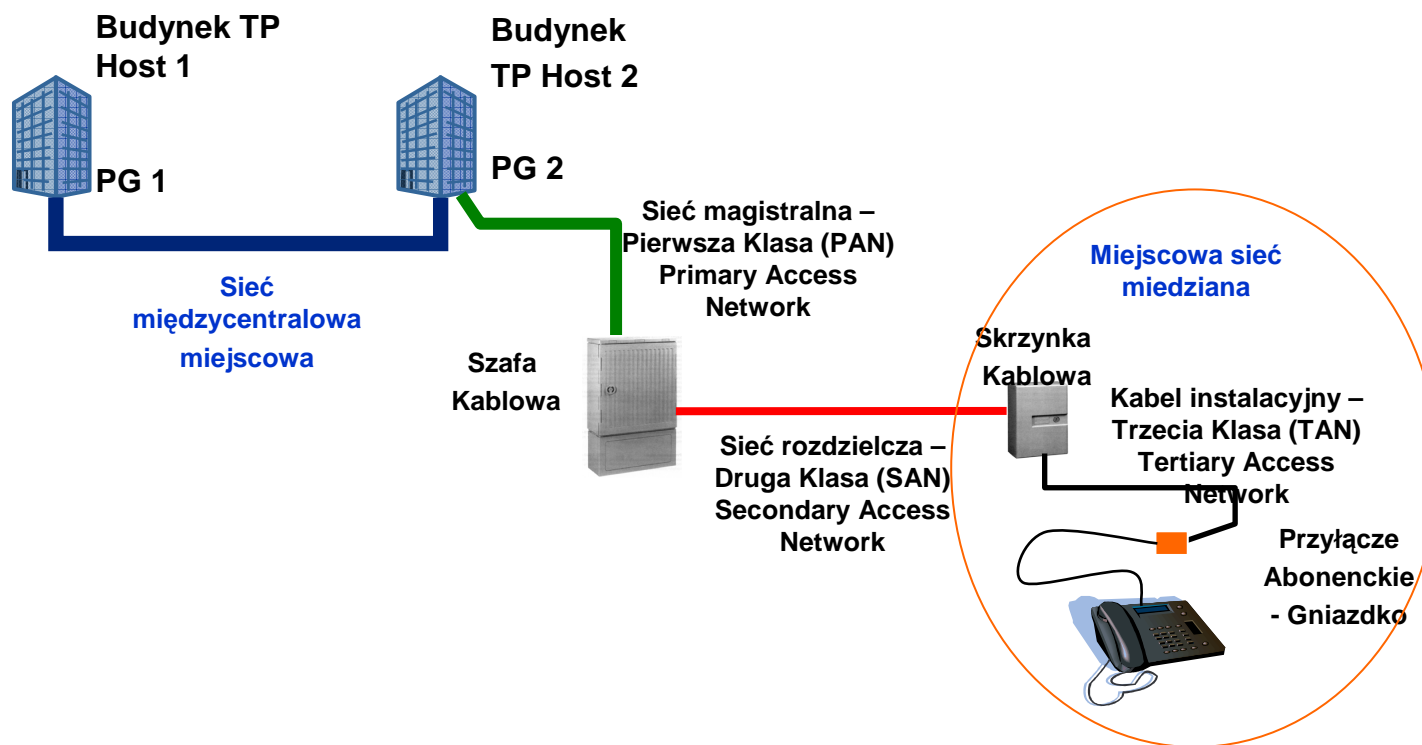 Budynek TP
Host 1
PG 1
Budynek
TP Host 2
PG 2
Sieć
międzycentralowa
miejscowa
Sieć magistralna –
Pierwsza Klasa (PAN)
Primary Access
Network
Szafa
Kablowa
Sieć rozdzielcza –
Druga Klasa (SAN)
Secondary Access
Network
Miejscowa sieć
miedziana
Skrzynka
Kablowa
Kabel instalacyjny –
Trzecia Klasa (TAN)
Tertiary Access
Network
Przyłącze
Abonenckie
- Gniazdko